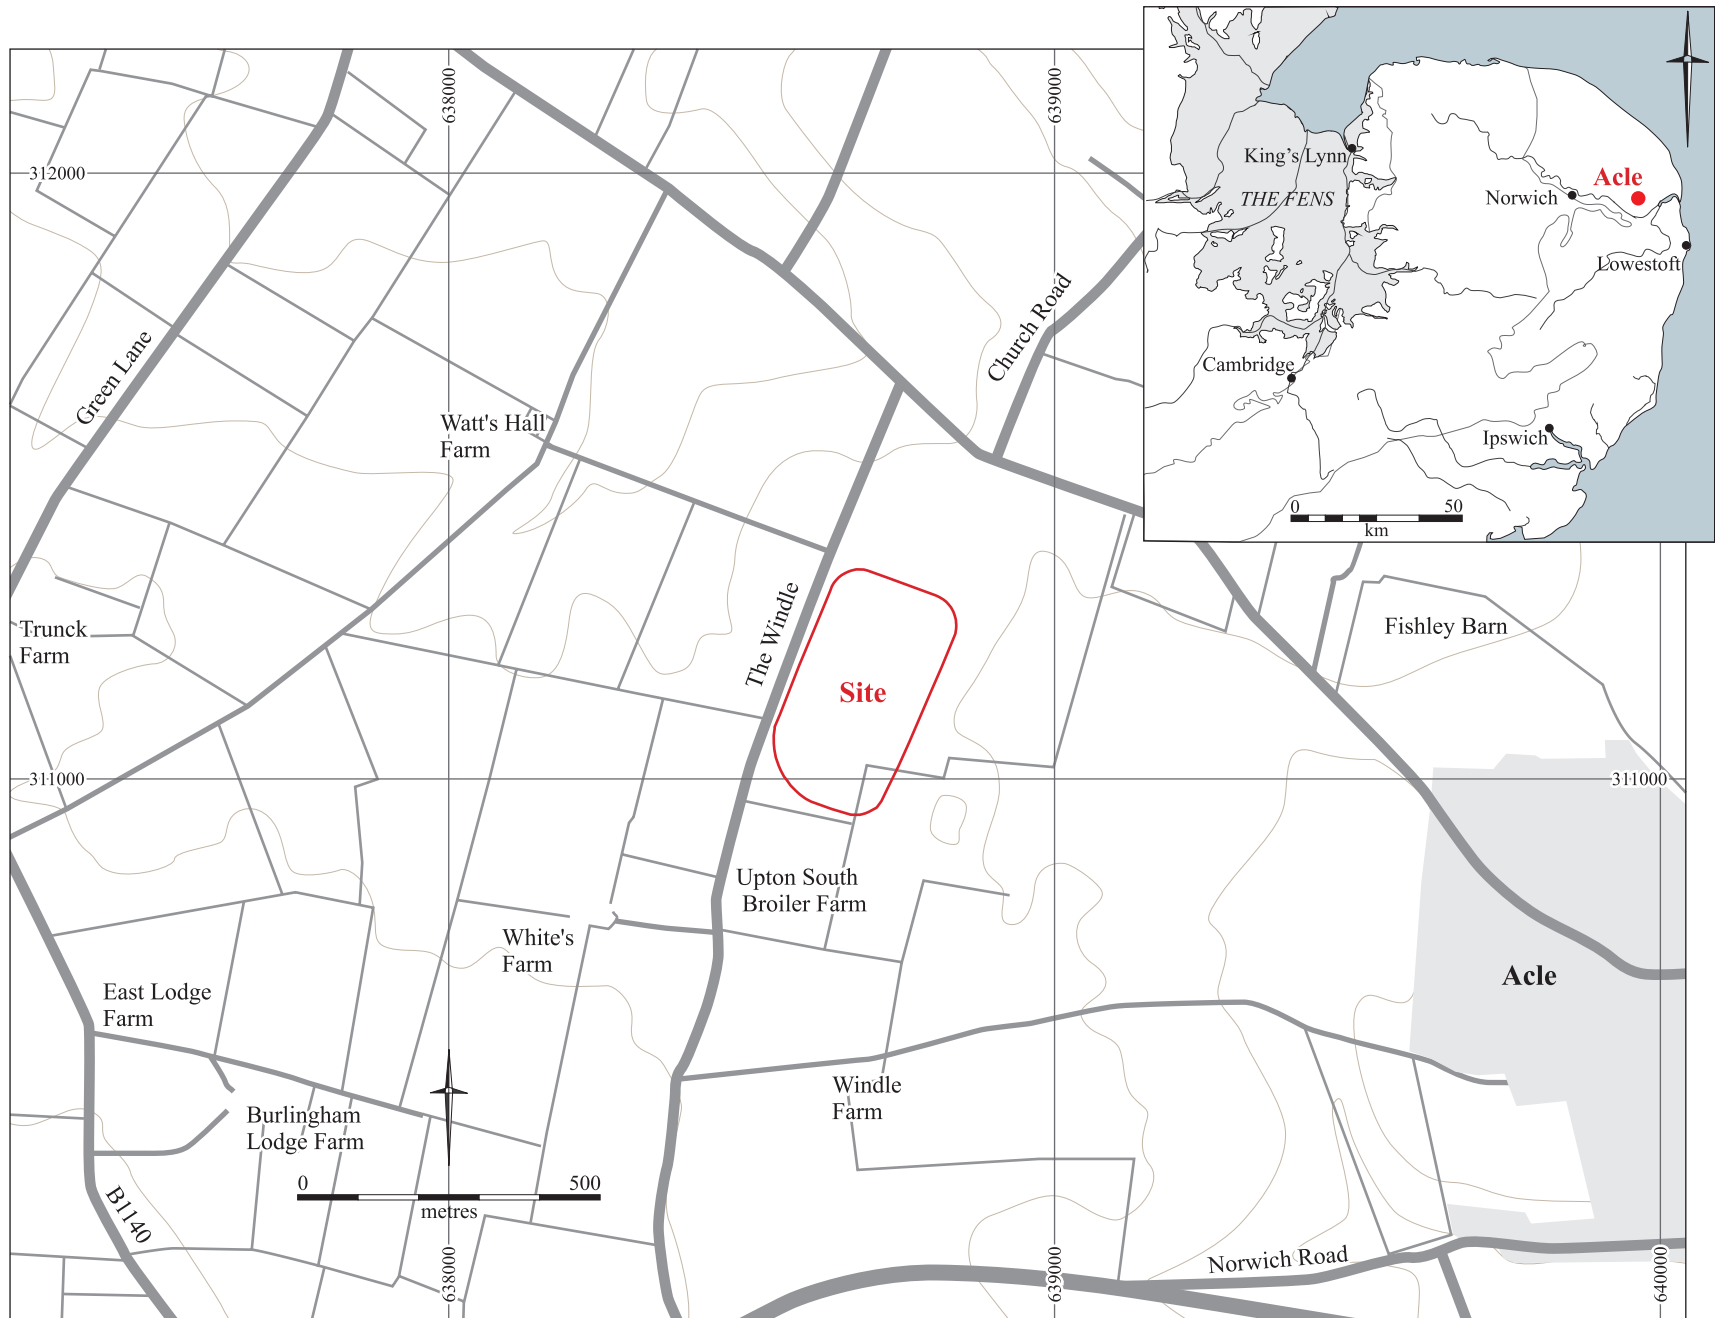 638000
639000
312000
312000
Green Lane
Church Road
Watt's Hall
Farm
The Windle
Trunck
Farm
Site
Fishley Barn
311000
311000
Upton South
Broiler Farm
White's
Farm
Acle
East Lodge
Farm
Windle
Farm
Burlingham
Lodge Farm
0
500
metres
B1140
Norwich Road
638000
639000
640000
King's Lynn
THE FENS
Acle
Norwich
Lowestoft
Cambridge
Ipswich
0
50
km